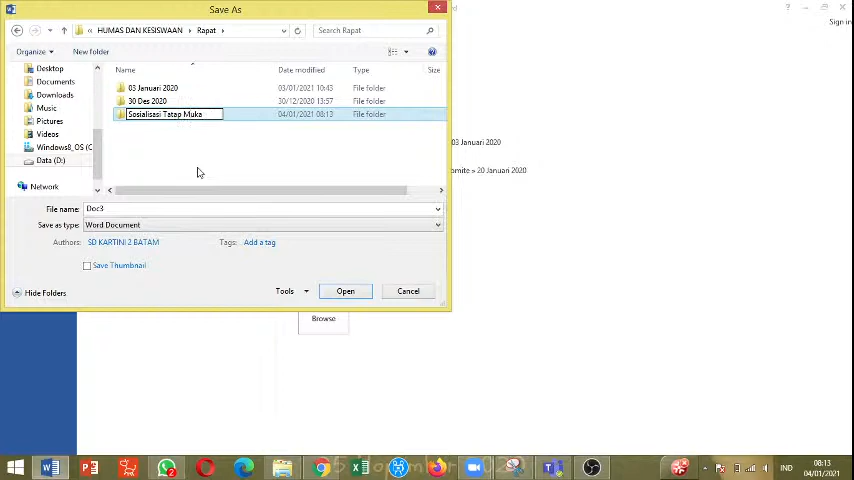 Save As
Sign in
« HUMAS DAN KESISWAAN ▸ Rapat ▸
Search Rapat
Organize
New folder
Name
Date modified
Type
Size
Desktop
Documents
Downloads
Music
Pictures
Videos
Windows8_OS (C
Data (D:)
Network
03 Januari 2020
03/01/2021 10:43
File folder
30 Des 2020
30/12/2020 13:57
File folder
Sosialisasi Tatap Muka
04/01/2021 08:13
File folder
03 Januari 2020
omite » 20 Januari 2020
File name:
Doc3
Save as type:
Word Document
Authors:
SD KARTINI 2 BATAM
Tags:
Add a tag
Save Thumbnail
Hide Folders
Tools
Open
Cancel
Browse
2
IND
08:13
04/01/2021